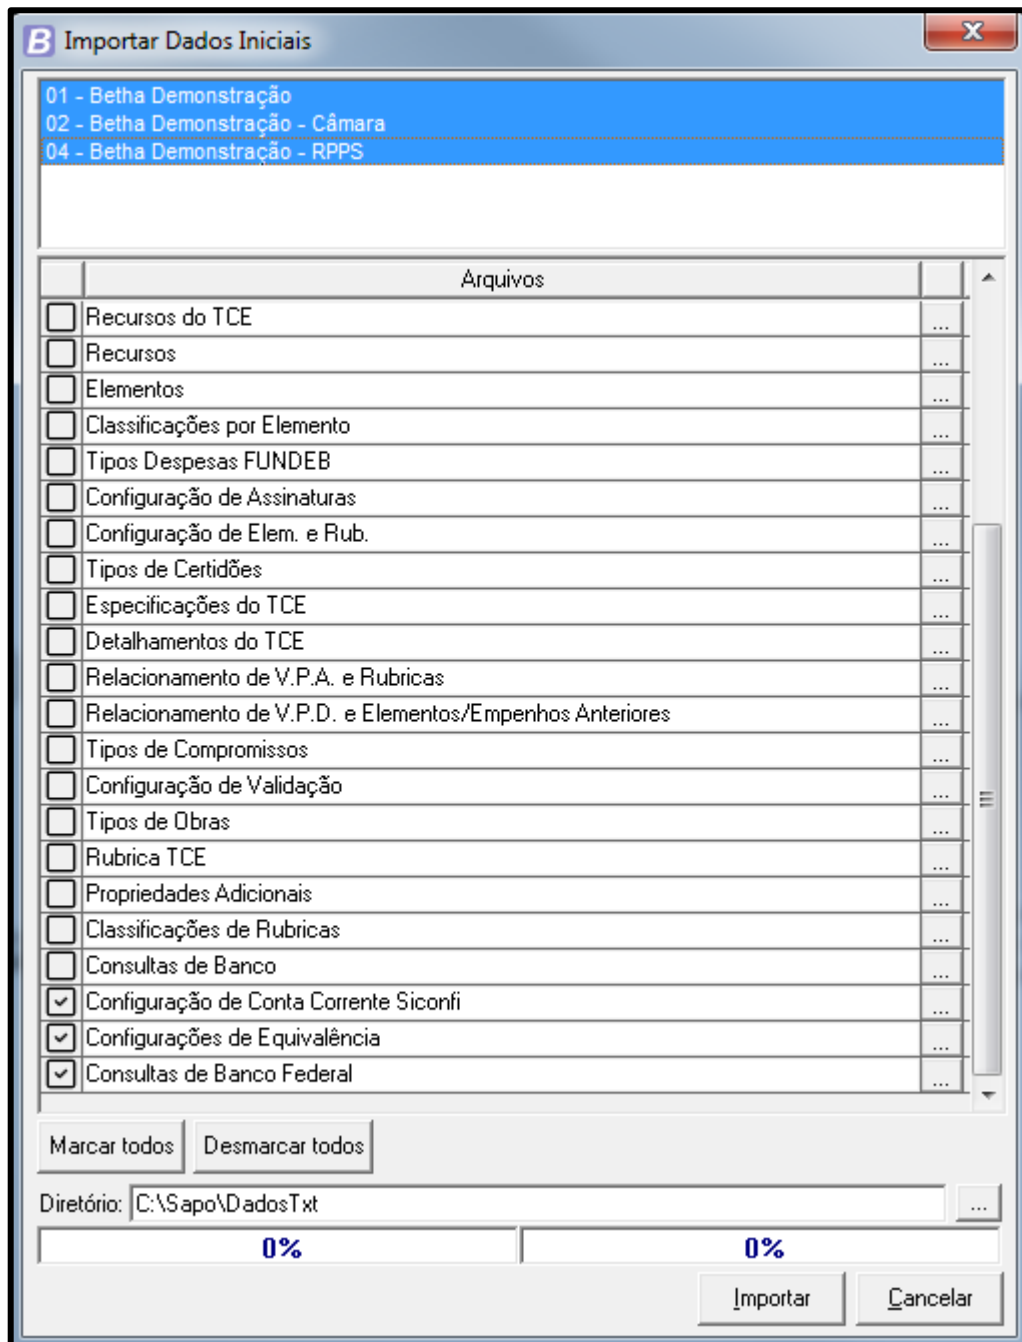 B Importar Dados Iniciais
x
01 - Betha Demonstração
02 - Betha Demonstração - Câmara
04 - Betha Demonstração - RPPS
Arquivos
Recursos do TCE ...
Recursos ...
Elementos ...
Classificações por Elemento ...
Tipos Despesas FUNDEB ...
Configuração de Assinaturas ...
Configuração de Elem. e Rub. ...
Tipos de Certidões ...
Especificações do TCE ...
Detalhamentos do TCE ...
Relacionamento de V.P.A. e Rubricas ...
Relacionamento de V.P.D. e Elementos/Empenhos Anteriores ...
Tipos de Compromissos ...
Configuração de Validação ...
Tipos de Obras ...
Rubrica TCE ...
Propriedades Adicionais ...
Classificações de Rubricas ...
Consultas de Banco ...
Configuração de Conta Corrente Siconfi ...
Configurações de Equivalência ...
Consultas de Banco Federal ...
Marcar todos Desmarcar todos
Diretório: C:\Sapo\DadosTxt ...
0% 0%
Importar Cancelar